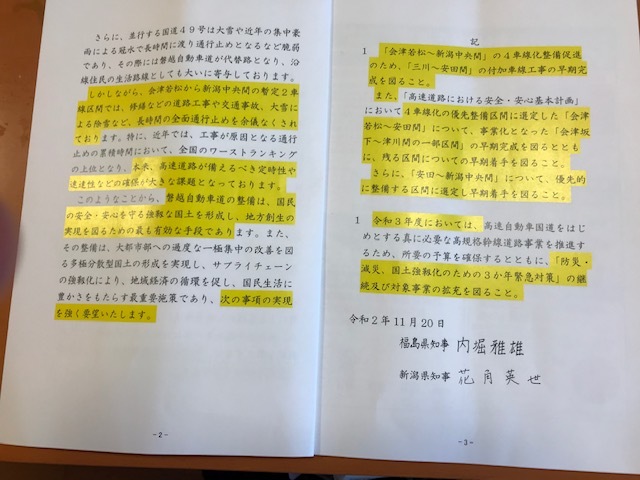 さらに、並行する国道49号は大雪や近年の集中豪
雨による冠水で長時間に渡り通行止めとなるなど脆弱
であり、その際には磐越自動車道が代替路となり、沿
線住民の生活路線としても大いに寄与しております。
しかしながら、会津若松から新潟中央間の暫定2車
線区間では、修繕などの道路工事や交通事故、大雪に
よる除雪など、長時間の全面通行止めを余儀なくされ
ております。特に、近年では、工事が原因となる通行
止めの累積時間において、全国のワーストランキング
の上位となり、本来、高速道路が備えるべき定時性や
速達性などの確保が大きな課題となっております。
このようなことから、磐越自動車道の整備は、国民
の安全・安心を守る強靱な国土を形成し、地方創生の
実現を図るための最も有効な手段であります。また、
その整備は、大都市部への過度な一極集中の改善を図
る多極分散型国土の形成を実現し、サプライチェーン
の強靱化により、地域経済の循環を促し、国民生活に
豊かさをもたらす最重要施策であり、次の事項の実現
を強く要望いたします。
-2-
記
1 「会津若松～新潟中央間」の4車線化整備促進
のため、「三川～安田間」の付加車線工事の早期完
成を図ること。
また、「高速道路における安全・安心基本計画」
において4車線化の優先整備区間に選定した「会津
若松～安田間」について、事業化となった「会津坂
下～津川間の一部区間」の早期完成を図るととも
に、残る区間についての早期着手を図ること。
さらに、「安田～新潟中央間」について、優先的
に整備する区間に選定し早期着手を図ること。
1 令和3年度においては、高速自動車国道をはじ
めとする真に必要な高規格幹線道路事業を推進す
るため、所要の予算を確保するとともに、「防災・
減災、国土強靱化のための3か年緊急対策」の継
続及び対象事業の拡充を図ること。
令和2年11月20日
福島県知事 内堀雅雄
新潟県知事 花角英世
-3-